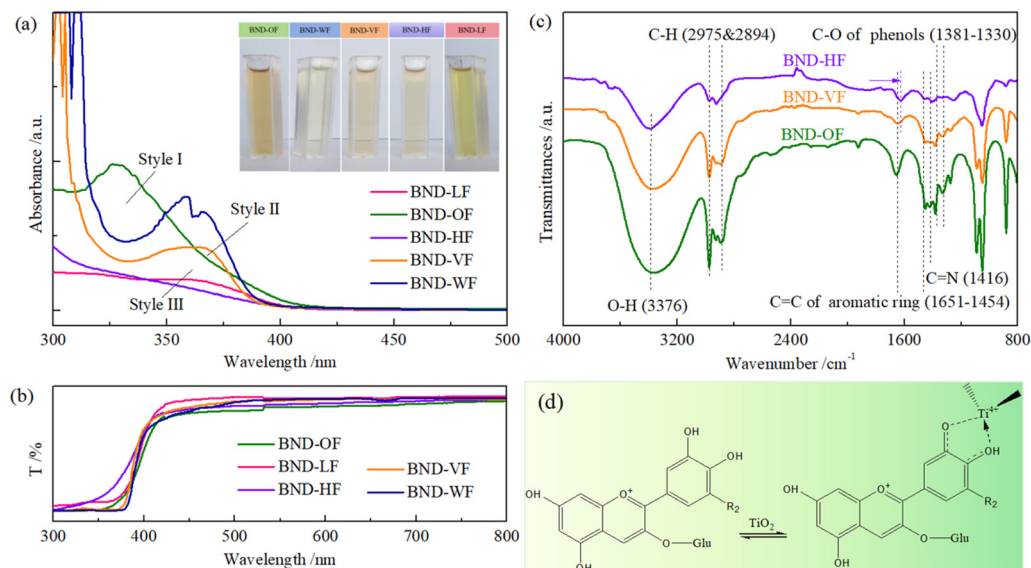 (a)
BND-OF BND-WF BND-VF BND-HF BND-LF
Absorbance /a.u.
Style I
Style II
Style III
BND-LF
BND-OF
BND-HF
BND-VF
BND-WF
300 350 400 450 500
Wavelength /nm
(b)
T /%
BND-OF
BND-LF
BND-HF
BND-VF
BND-WF
300 400 500 600 700 800
Wavelength /nm
(c)
C-H (2975&2894)
C-O of phenols (1381-1330)
BND-HF
BND-VF
BND-OF
Transmittances /a.u.
O-H (3376)
C=N (1416)
C=C of aromatic ring (1651-1454)
4000 3200 2400 1600 800
Wavenumber /cm⁻¹
(d)
OH
OH
HO
O⁺
R₂
O—Glu
OH
TiO₂
Ti⁴⁺
O
OH
HO
O⁺
R₂
O—Glu
OH